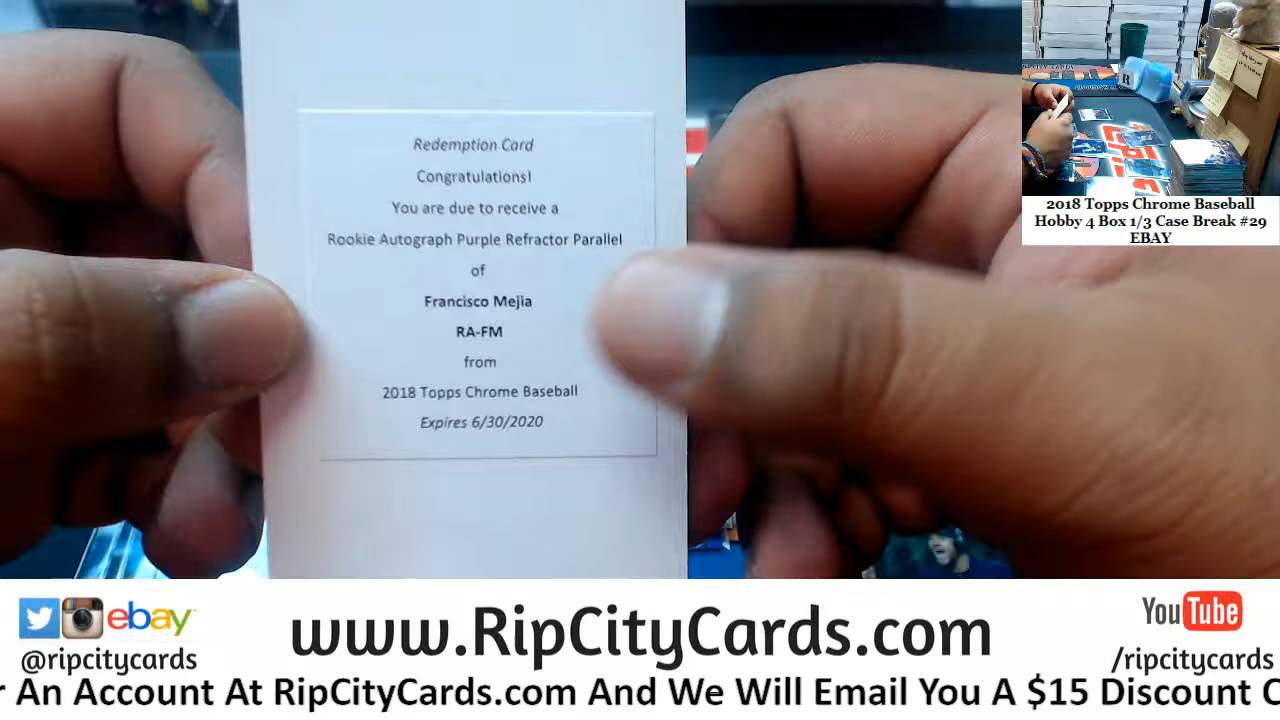 Redemption Card
Congratulations!
You are due to receive a
Rookie Autograph Purple Refractor Parallel
of
Francisco Mejia
RA-FM
from
2018 Topps Chrome Baseball
Expires 6/30/2020
2018 Topps Chrome Baseball
Hobby 4 Box 1/3 Case Break #29
EBAY
ebay
@ripcitycards
www.RipCityCards.com
YouTube
/ripcitycards
r An Account At RipCityCards.com And We Will Email You A $15 Discount C